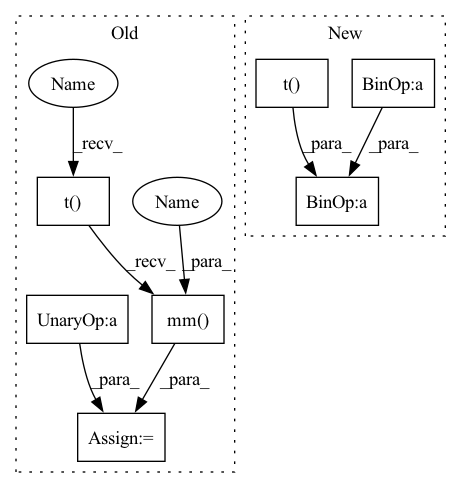 Old
New
Name
t()
BinOp:a
_recv_
_para_
_para_
t()
Name
BinOp:a
_recv_
_para_
UnaryOp:a
mm()
_para_
_para_
Assign:=